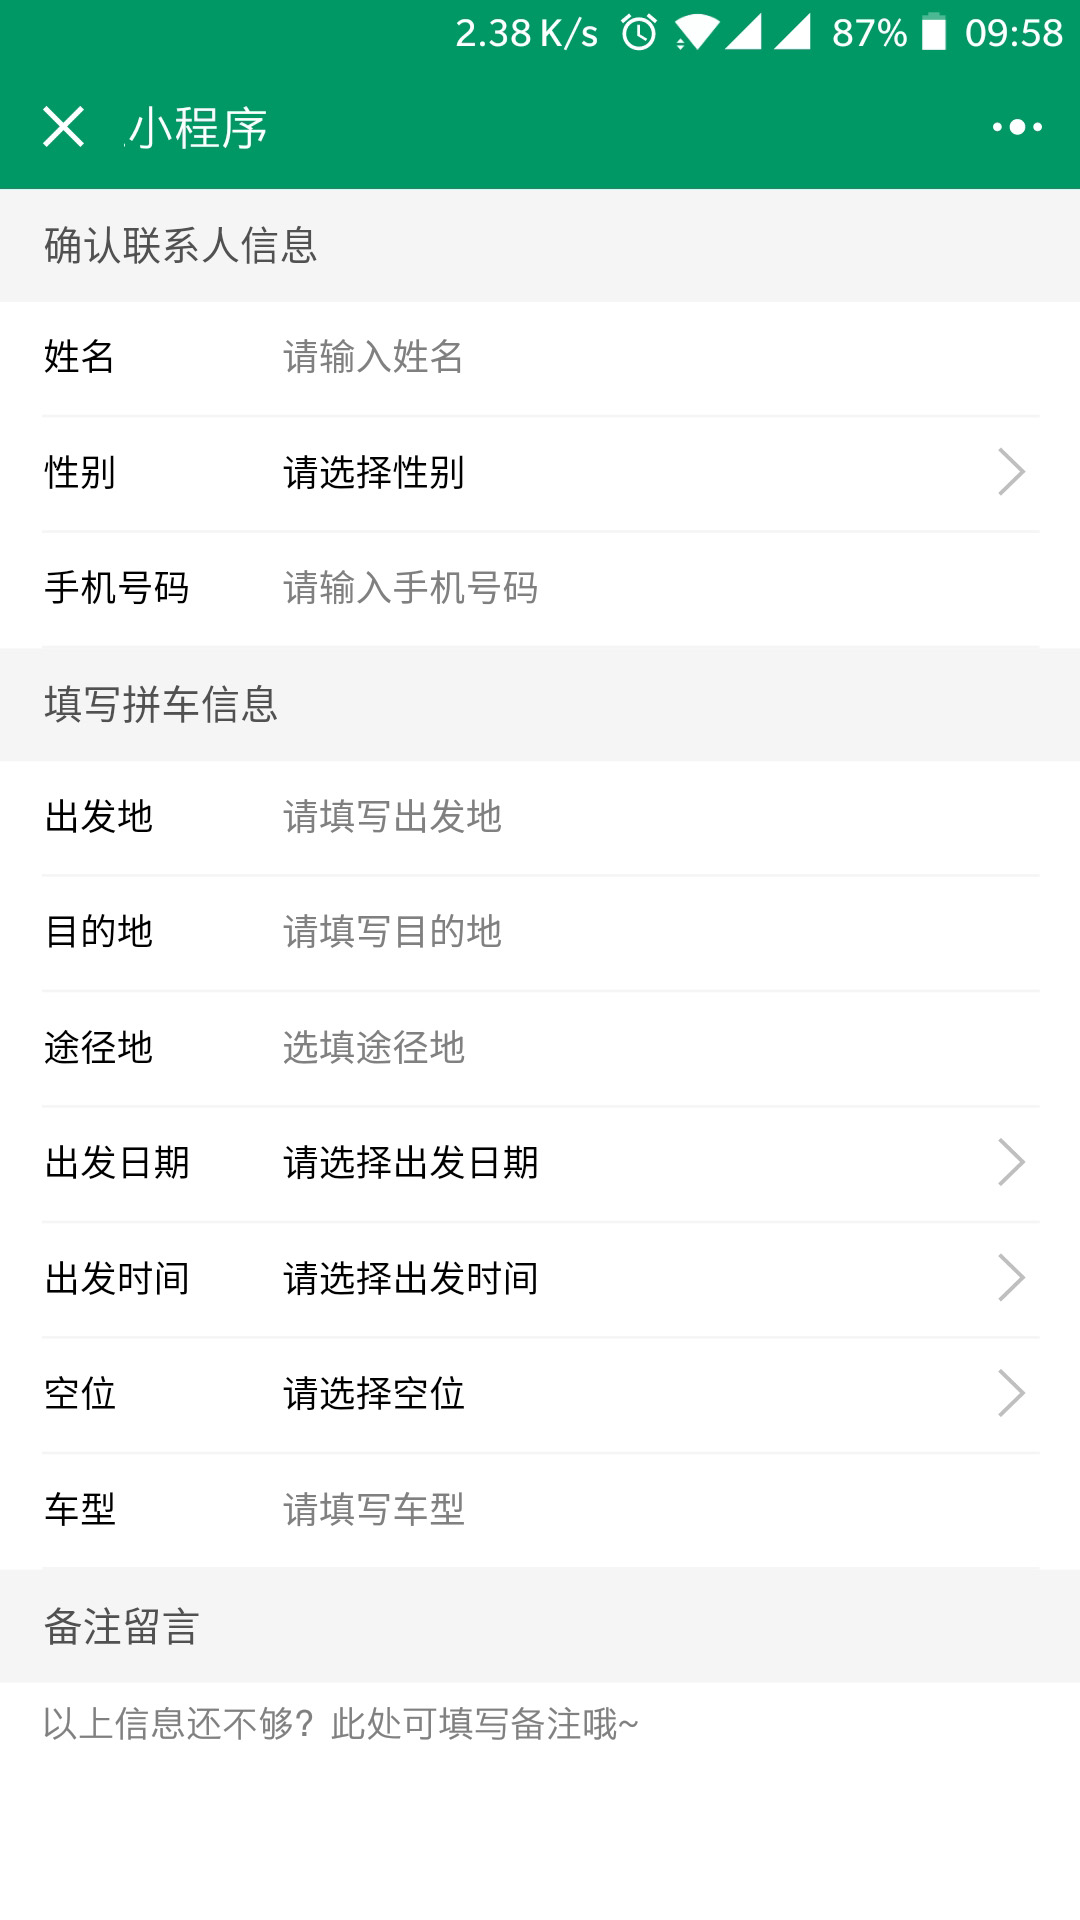 2.38 K/s 87% 09:58
小程序
确认联系人信息
姓名 请输入姓名
性别 请选择性别
手机号码 请输入手机号码
填写拼车信息
出发地 请填写出发地
目的地 请填写目的地
途径地 选填途径地
出发日期 请选择出发日期
出发时间 请选择出发时间
空位 请选择空位
车型 请填写车型
备注留言
以上信息还不够? 此处可填写备注哦~